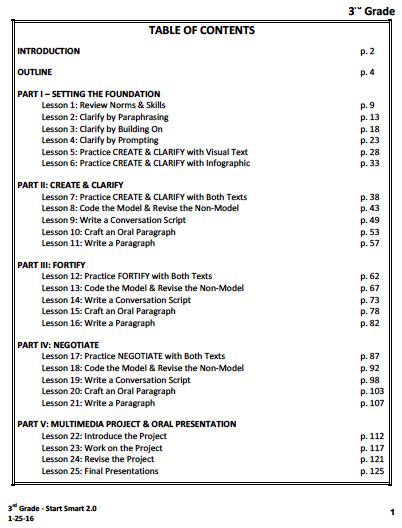 3rd Grade
TABLE OF CONTENTS
INTRODUCTION p. 2
OUTLINE p. 4
PART I – SETTING THE FOUNDATION
Lesson 1: Review Norms & Skills p. 9
Lesson 2: Clarify by Paraphrasing p. 13
Lesson 3: Clarify by Building On p. 18
Lesson 4: Clarify by Prompting p. 23
Lesson 5: Practice CREATE & CLARIFY with Visual Text p. 28
Lesson 6: Practice CREATE & CLARIFY with Infographic p. 33
PART II: CREATE & CLARIFY
Lesson 7: Practice CREATE & CLARIFY with Both Texts p. 38
Lesson 8: Code the Model & Revise the Non-Model p. 43
Lesson 9: Write a Conversation Script p. 49
Lesson 10: Craft an Oral Paragraph p. 53
Lesson 11: Write a Paragraph p. 57
PART III: FORTIFY
Lesson 12: Practice FORTIFY with Both Texts p. 62
Lesson 13: Code the Model & Revise the Non-Model p. 67
Lesson 14: Write a Conversation Script p. 73
Lesson 15: Craft an Oral Paragraph p. 78
Lesson 16: Write a Paragraph p. 82
PART IV: NEGOTIATE
Lesson 17: Practice NEGOTIATE with Both Texts p. 87
Lesson 18: Code the Model & Revise the Non-Model p. 92
Lesson 19: Write a Conversation Script p. 98
Lesson 20: Craft an Oral Paragraph p. 103
Lesson 21: Write a Paragraph p. 107
PART V: MULTIMEDIA PROJECT & ORAL PRESENTATION
Lesson 22: Introduce the Project p. 112
Lesson 23: Work on the Project p. 117
Lesson 24: Revise the Project p. 121
Lesson 25: Final Presentations p. 125
3rd Grade - Start Smart 2.0
1-25-16 1